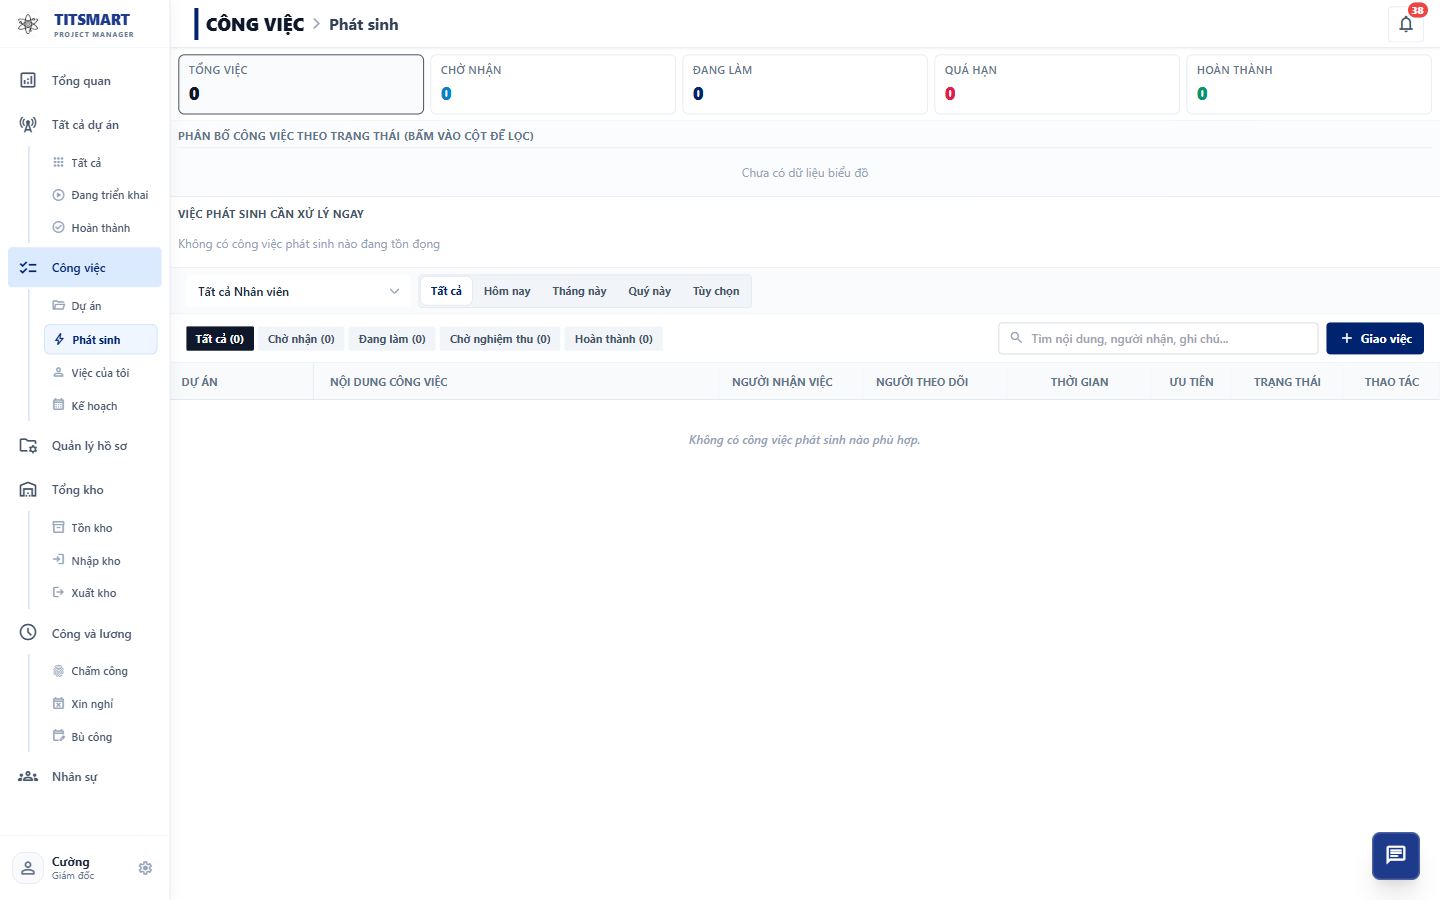 TITSMART
PROJECT MANAGER
Tổng quan
Tất cả dự án
Tất cả
Đang triển khai
Hoàn thành
Công việc
Dự án
Phát sinh
Việc của tôi
Kế hoạch
Quản lý hồ sơ
Tổng kho
Tồn kho
Nhập kho
Xuất kho
Công và lương
Chấm công
Xin nghỉ
Bù công
Nhân sự
Cường
Giám đốc
CÔNG VIỆC > Phát sinh
38
TỔNG VIỆC
0
CHỜ NHẬN
0
ĐANG LÀM
0
QUÁ HẠN
0
HOÀN THÀNH
0
PHÂN BỐ CÔNG VIỆC THEO TRẠNG THÁI (BẤM VÀO CỘT ĐỂ LỌC)
Chưa có dữ liệu biểu đồ
VIỆC PHÁT SINH CẦN XỬ LÝ NGAY
Không có công việc phát sinh nào đang tồn đọng
Tất cả Nhân viên
Tất cả Hôm nay Tháng này Quý này Tùy chọn
Tất cả (0) Chờ nhận (0) Đang làm (0) Chờ nghiệm thu (0) Hoàn thành (0)
Tìm nội dung, người nhận, ghi chú...
+ Giao việc
DỰ ÁN NỘI DUNG CÔNG VIỆC NGƯỜI NHẬN VIỆC NGƯỜI THEO DÕI THỜI GIAN ƯU TIÊN TRẠNG THÁI THAO TÁC
Không có công việc phát sinh nào phù hợp.